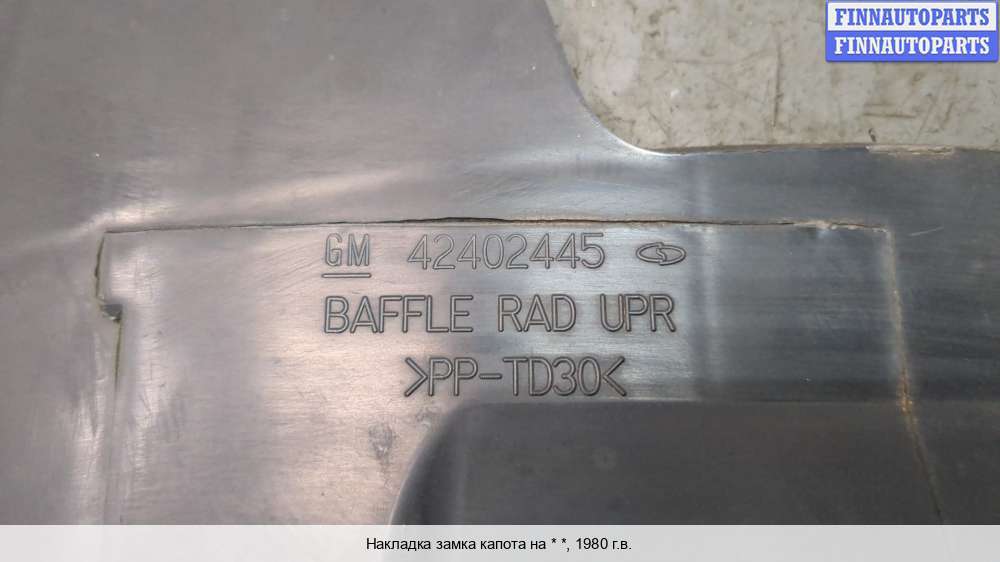 FINNAUTOPARTS
FINNAUTOPARTS
GM 42402445
BAFFLE RAD UPR
>PP-TD30<
Накладка замка капота на * *, 1980 г.в.